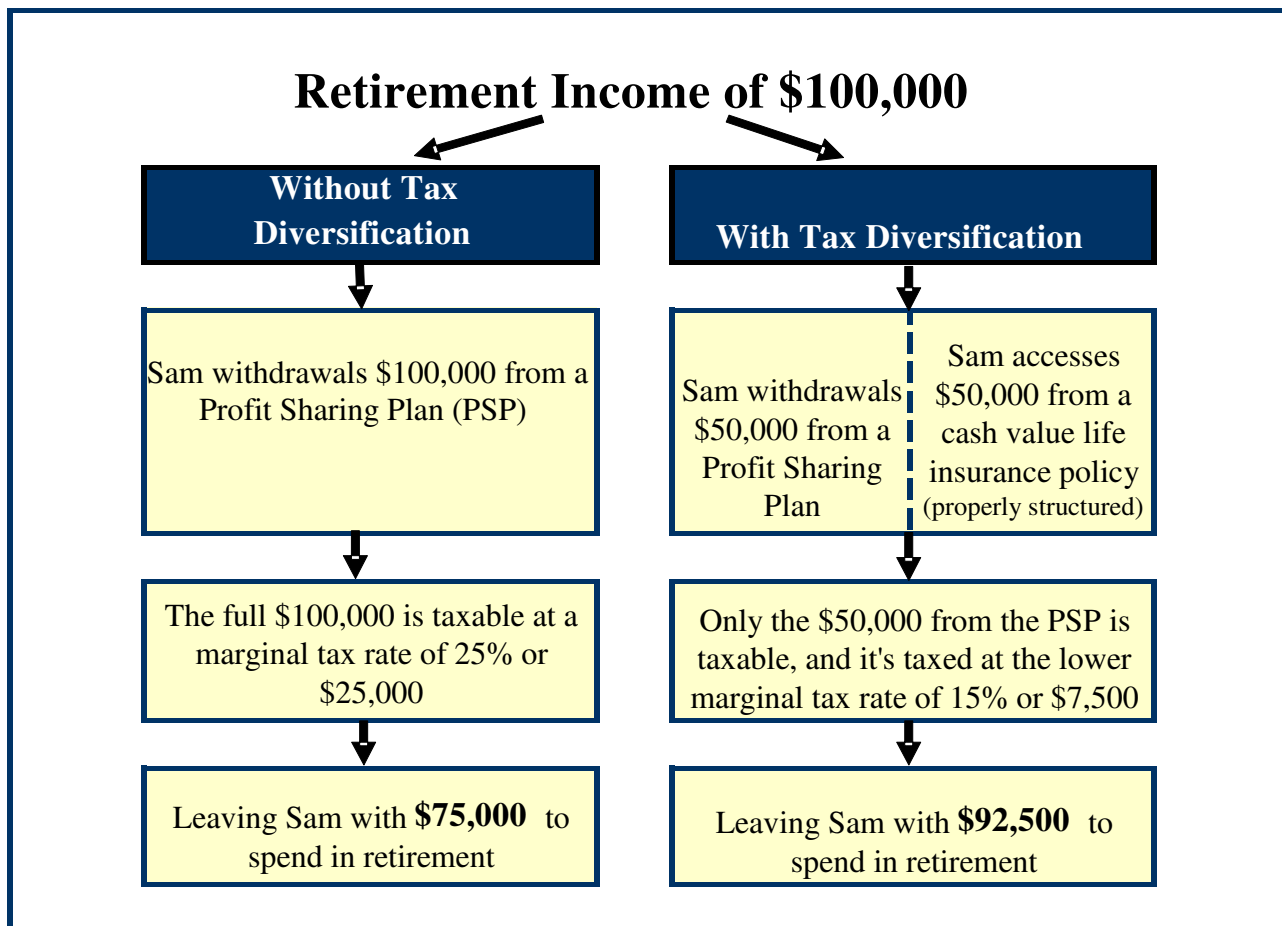 Retirement Income of $100,000
Without Tax
Diversification
Sam withdrawals $100,000 from a
Profit Sharing Plan (PSP)
The full $100,000 is taxable at a
marginal tax rate of 25% or
$25,000
Leaving Sam with $75,000 to
spend in retirement
With Tax Diversification
Sam withdrawals
$50,000 from a
Profit Sharing
Plan
Sam accesses
$50,000 from a
cash value life
insurance policy
(properly structured)
Only the $50,000 from the PSP is
taxable, and it's taxed at the lower
marginal tax rate of 15% or $7,500
Leaving Sam with $92,500 to
spend in retirement